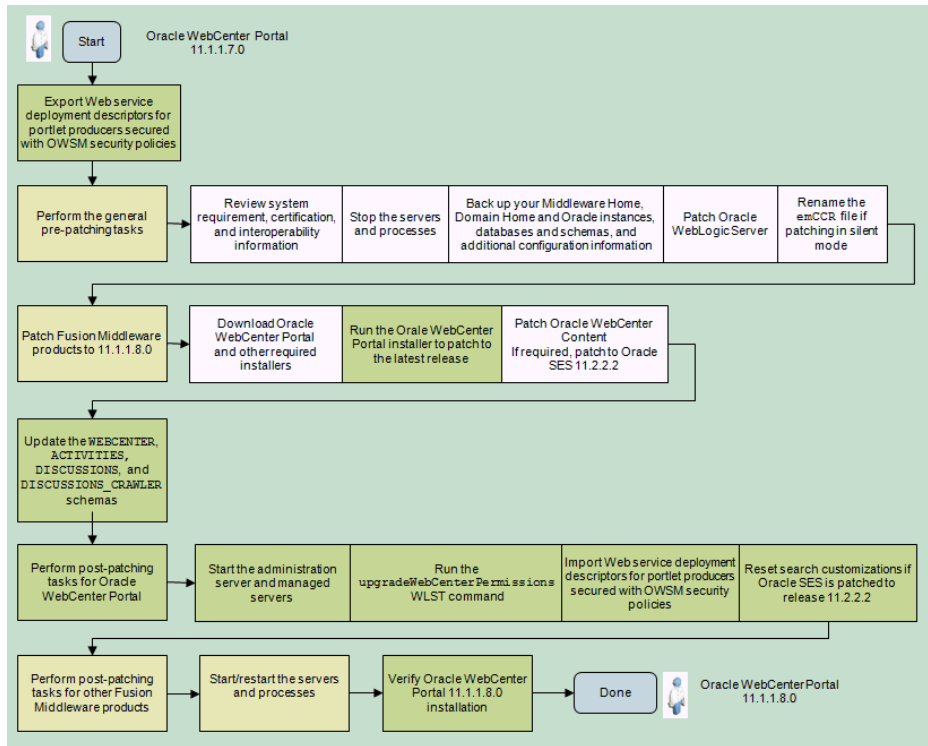 Start
Oracle WebCenter Portal
11.1.1.7.0
Export Web service
deployment descriptors for
portlet producers secured
with OWSM security policies
Perform the general
pre-patching tasks
Review system
requirement, certification,
and interoperability
information
Stop the servers
and processes
Back up your Middleware Home,
Domain Home and Oracle instances,
databases and schemas, and
additional configuration information
Patch Oracle
WebLogic Server
Rename the
emCCR file if
patching in silent
mode
Patch Fusion Middleware
products to 11.1.1.8.0
Download Oracle
WebCenter Portal
and other required
installers
Run the Orale WebCenter
Portal installer to patch to
the latest release
Patch Oracle WebCenter
Content
If required, patch to Oracle
SES 11.2.2.2
Update the WEBCENTER,
ACTIVITIES,
DISCUSSIONS, and
DISCUSSIONS_CRAWLER
schemas
Perform post-patching
tasks for Oracle
WebCenter Portal
Start the administration
server and managed
servers
Run the
upgradeWebCenterPermissions
WLST command
Import Web service deployment
descriptors for portlet producers
secured with OWSM security
policies
Reset search customizations if
Oracle SES is patched to
release 11.2.2.2
Perform post-patching
tasks for other Fusion
Middleware products
Start/restart the servers
and processes
Verify Oracle WebCenter
Portal 11.1.1.8.0
installation
Done
Oracle WebCenter Portal
11.1.1.8.0